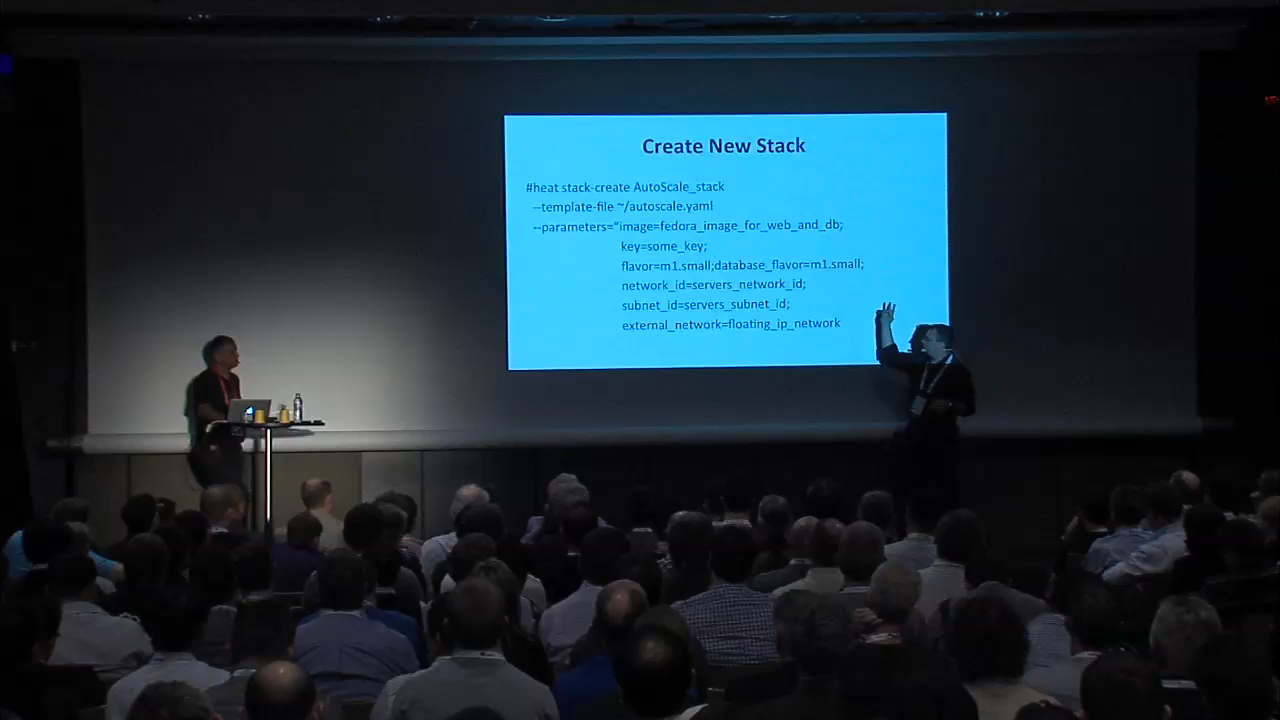 Create New Stack
#heat stack-create AutoScale_stack
--template-file ~/autoscale.yaml
--parameters="image=fedora_image_for_web_and_db;
key=some_key;
flavor=m1.small;database_flavor=m1.small;
network_id=servers_network_id;
subnet_id=servers_subnet_id;
external_network=floating_ip_network